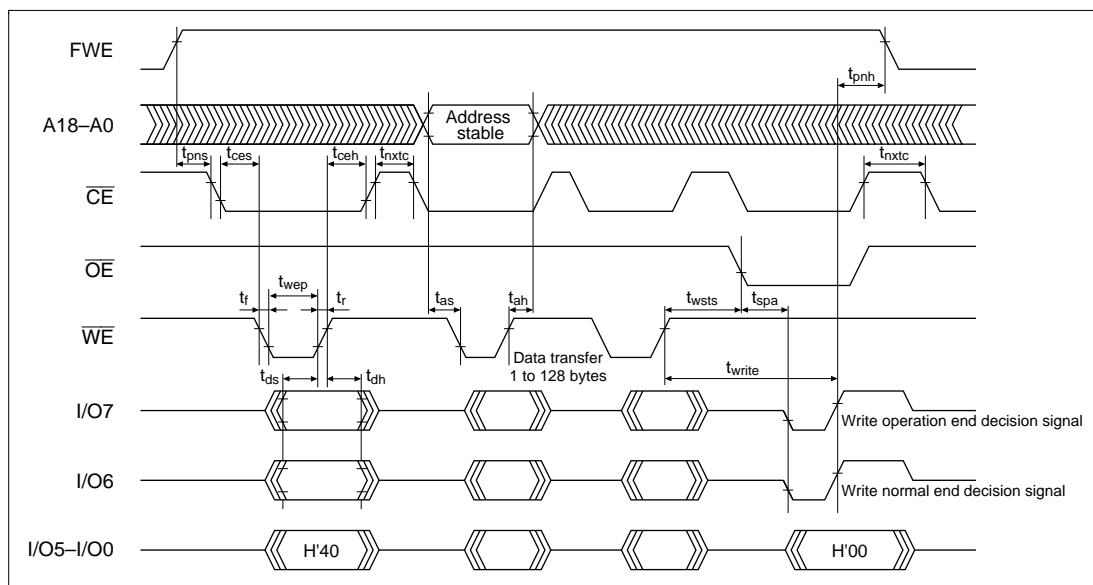 FWE
tpnh
A18–A0
Address
stable
tpns
tces
tceh
tnxtc
tnxtc
CE
OE
tf
twep
tr
tas
tah
twsts
tspa
WE
Data transfer
1 to 128 bytes
tds
tdh
twrite
I/O7
Write operation end decision signal
I/O6
Write normal end decision signal
I/O5–I/O0
H'40
H'00